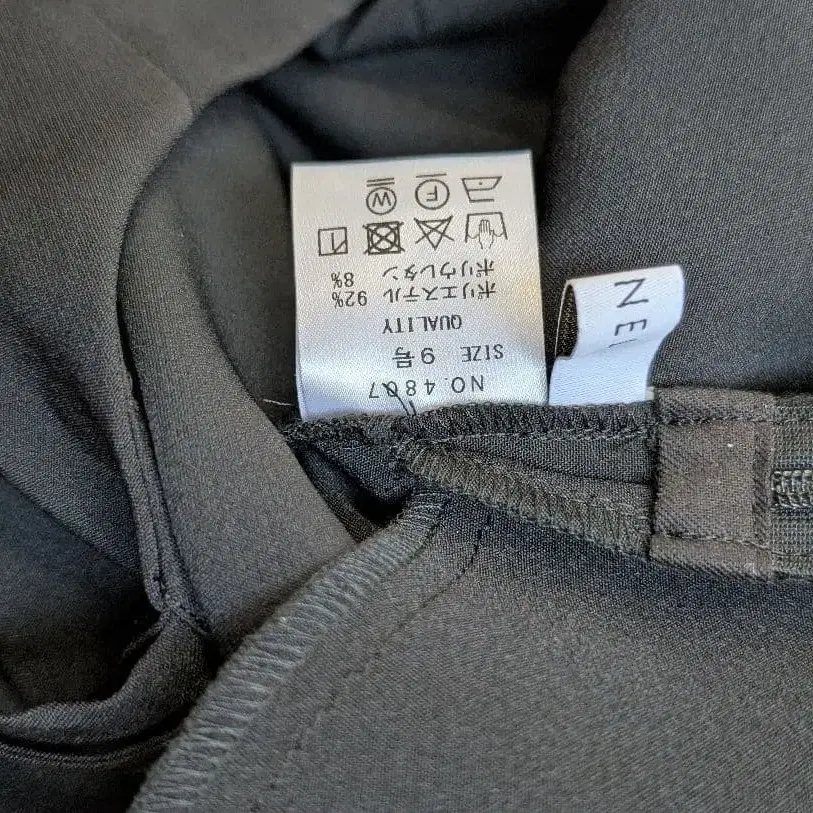 NO.4807
SIZE 9号
QUALITY
ポリエステル 92%
ポリウレタン 8%
F W
NE